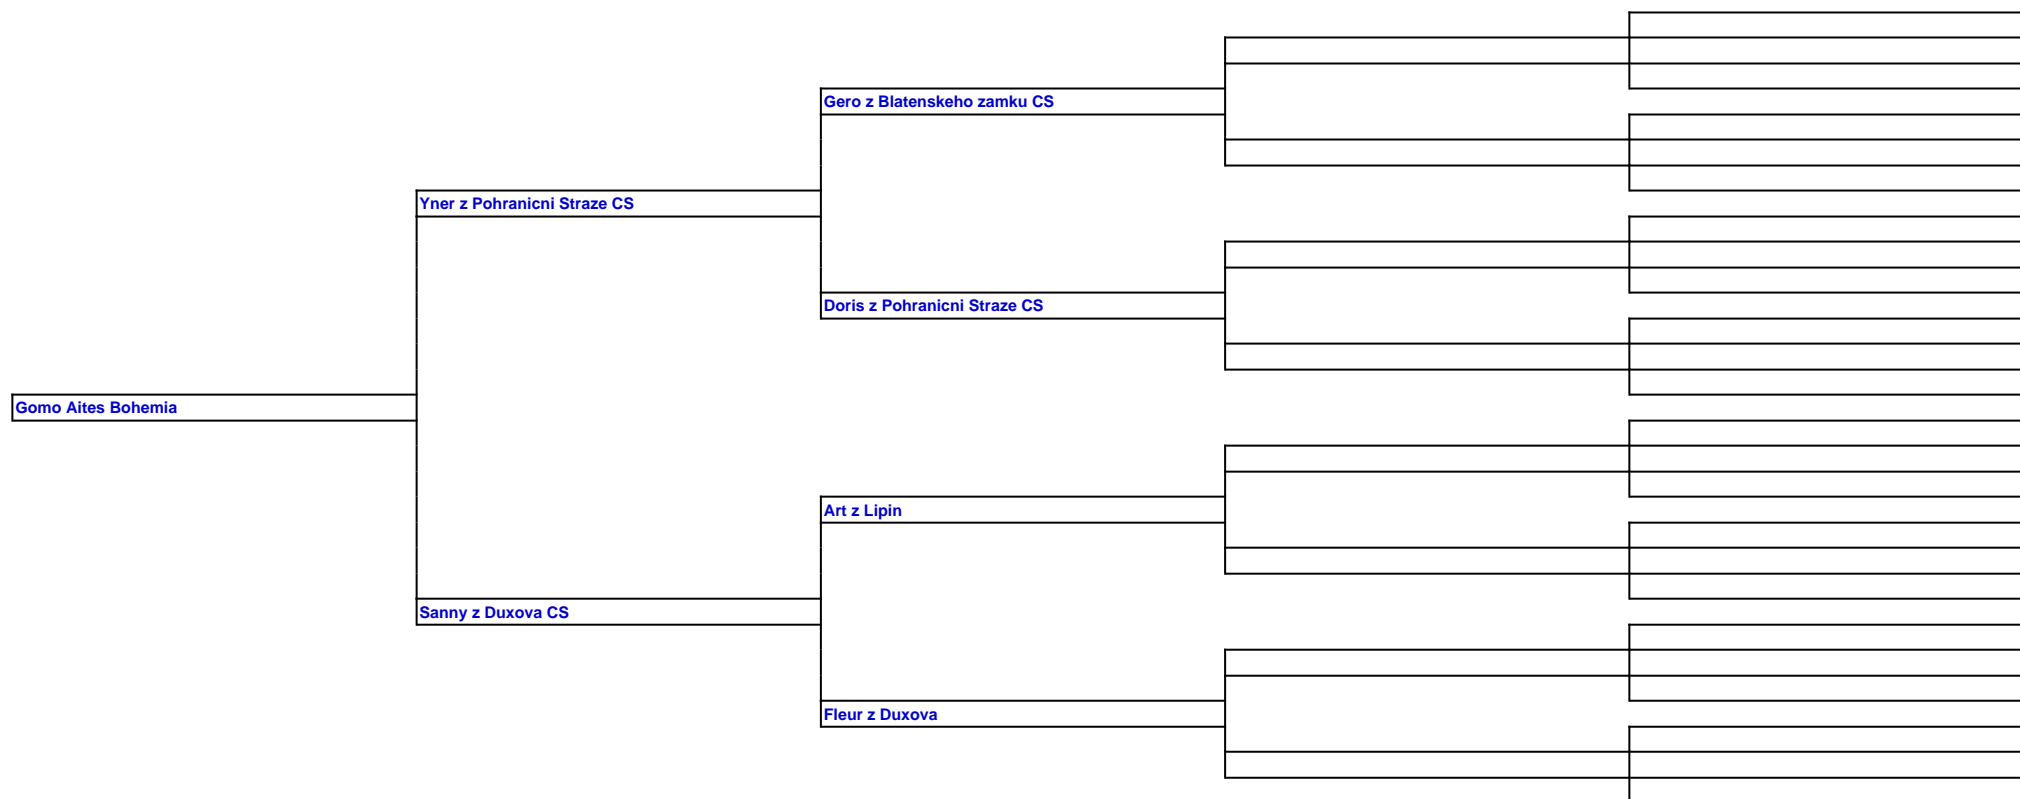 Gero z Blatenskeho zamku CS
Yner z Pohranicni Straze CS
Doris z Pohranicni Straze CS
Gomo Aites Bohemia
Art z Lipin
Sanny z Duxova CS
Fleur z Duxova